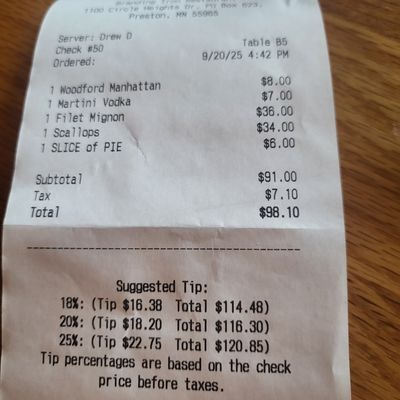 Branding Iron Restaurant
1100 Circle Heights Dr, PO Box 623,
Preston, MN 55965
Server: Drew D
Check #50 Table B5
Ordered: 9/20/25 4:42 PM
1 Woodford Manhattan $8.00
1 Martini Vodka $7.00
1 Filet Mignon $36.00
1 Scallops $34.00
1 SLICE of PIE $6.00
Subtotal $91.00
Tax $7.10
Total $98.10
Suggested Tip:
18%: (Tip $16.38 Total $114.48)
20%: (Tip $18.20 Total $116.30)
25%: (Tip $22.75 Total $120.85)
Tip percentages are based on the check
price before taxes.